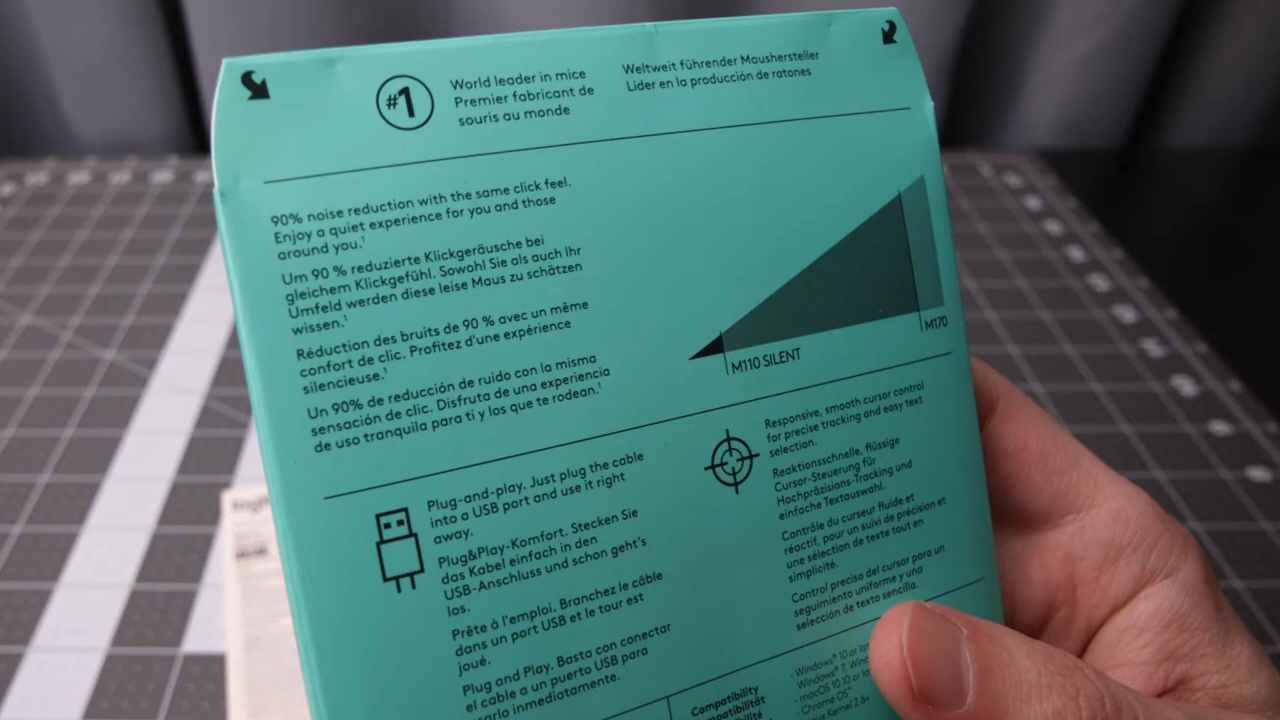 #1
World leader in mice
Premier fabricant de
souris au monde
Weltweit führender Maushersteller
Lider en la producción de ratones
90% noise reduction with the same click feel.
Enjoy a quiet experience for you and those
around you.¹
Um 90 % reduzierte Klickgeräusche bei
gleichem Klickgefühl. Sowohl Sie als auch Ihr
Umfeld werden diese leise Maus zu schätzen
wissen.¹
Réduction des bruits de 90 % avec un même
confort de clic. Profitez d'une expérience
silencieuse.¹
Un 90% de reducción de ruido con la misma
sensación de clic. Disfruta de una experiencia
de uso tranquila para ti y los que te rodean.¹
M110 SILENT
M170
Plug-and-play. Just plug the cable
into a USB port and use it right
away.
Plug&Play-Komfort. Stecken Sie
das Kabel einfach in den
USB-Anschluss und schon geht's
los.
Prête à l'emploi. Branchez le câble
dans un port USB et le tour est
joué.
Plug and Play. Basta con conectar
el cable a un puerto USB para
inmediatamente.
Responsive, smooth cursor control
for precise tracking and easy text
selection.
Reaktionsschnelle, flüssige
Cursor-Steuerung für
Hochpräzisions-Tracking und
einfache Textauswahl.
Contrôle du curseur fluide et
réactif, pour un suivi de précision et
une sélection de texte tout en
simplicité.
Control preciso del cursor para un
seguimiento uniforme y una
selección de texto sencilla.
Compatibility
- Windows® 10 or
Windows® 7,
- macOS 10.10 or
- Chrome OS™
Kernel 2.6+